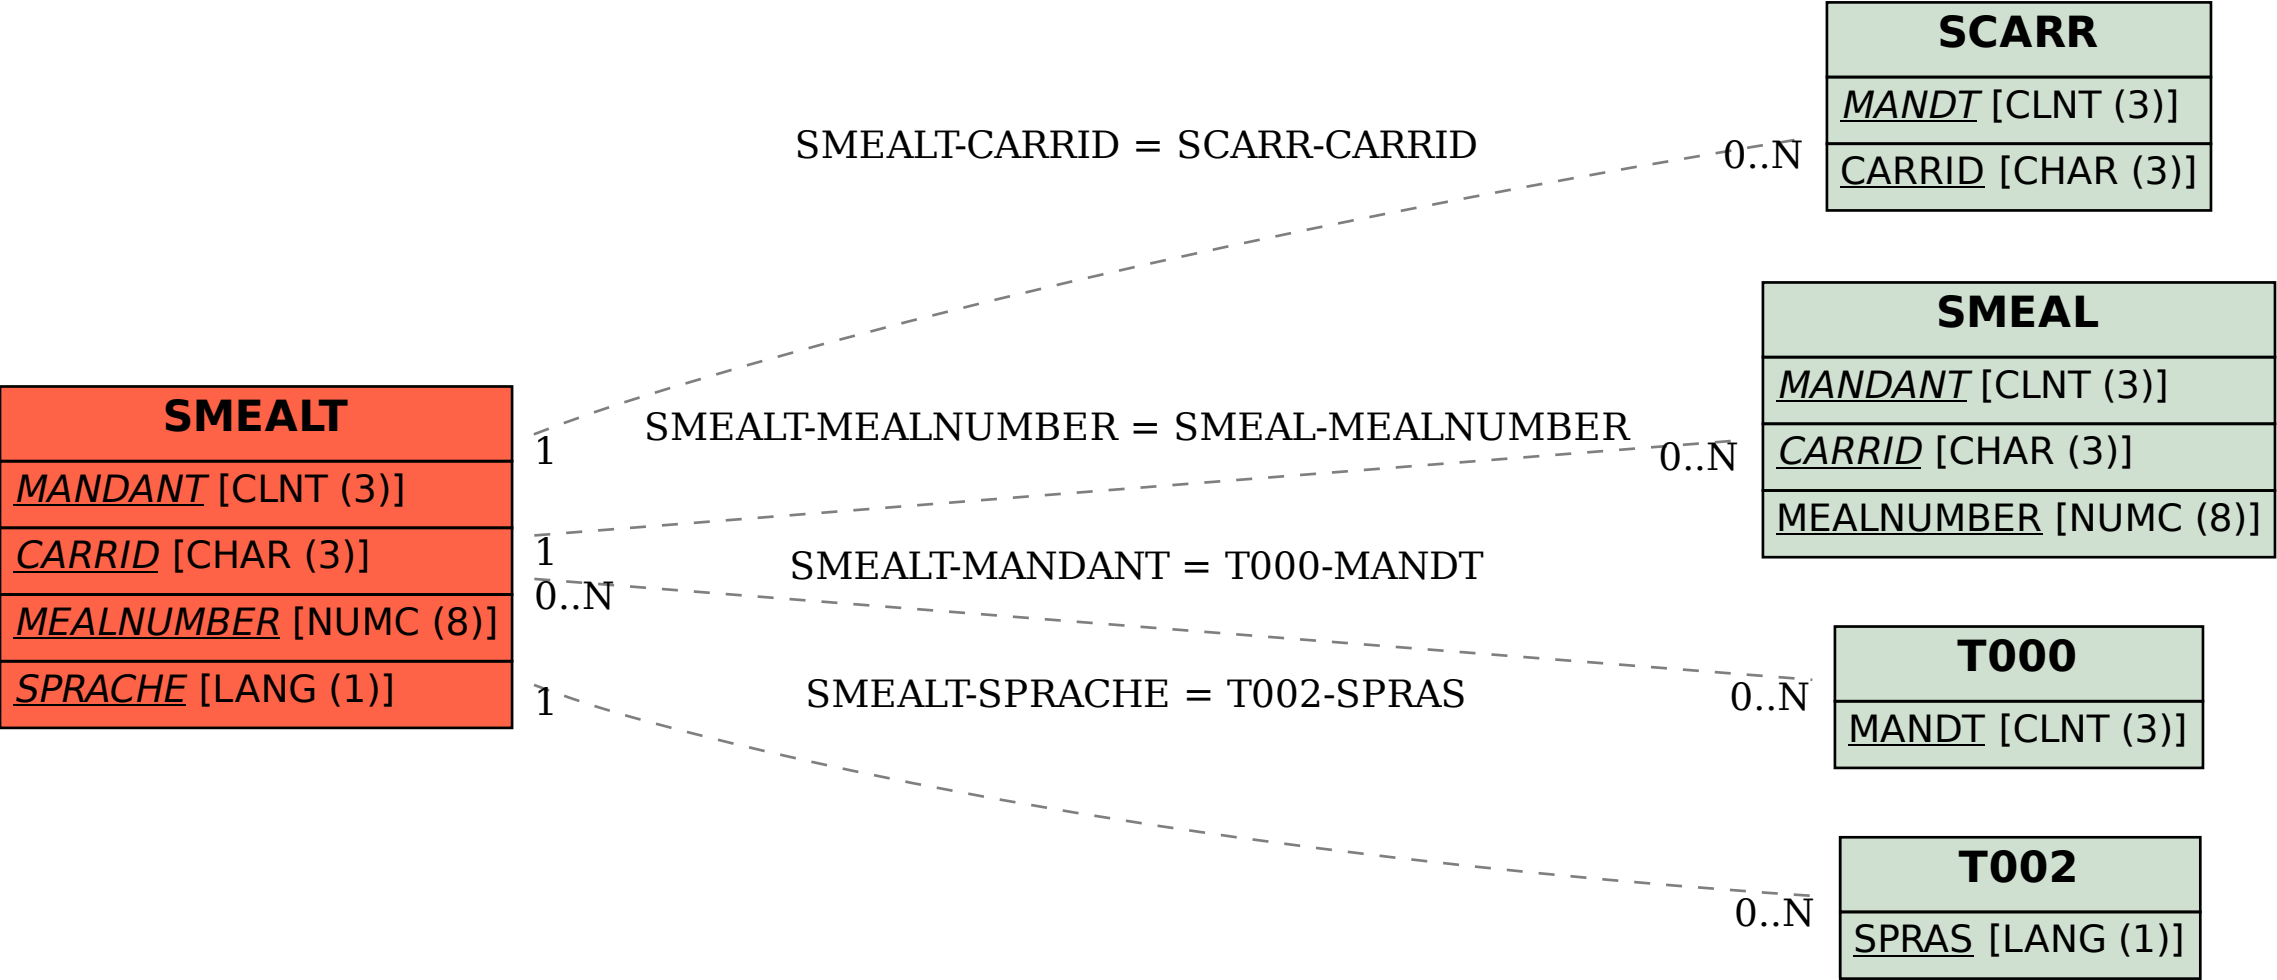 SCARR
MANDT [CLNT (3)]
CARRID [CHAR (3)]
SMEALT-CARRID = SCARR-CARRID
0..N
1
SMEAL
MANDANT [CLNT (3)]
CARRID [CHAR (3)]
MEALNUMBER [NUMC (8)]
SMEALT-MEALNUMBER = SMEAL-MEALNUMBER
0..N
1
SMEALT
MANDANT [CLNT (3)]
CARRID [CHAR (3)]
MEALNUMBER [NUMC (8)]
SPRACHE [LANG (1)]
SMEALT-MANDANT = T000-MANDT
0..N
0..N
T000
MANDT [CLNT (3)]
SMEALT-SPRACHE = T002-SPRAS
1
0..N
T002
SPRAS [LANG (1)]